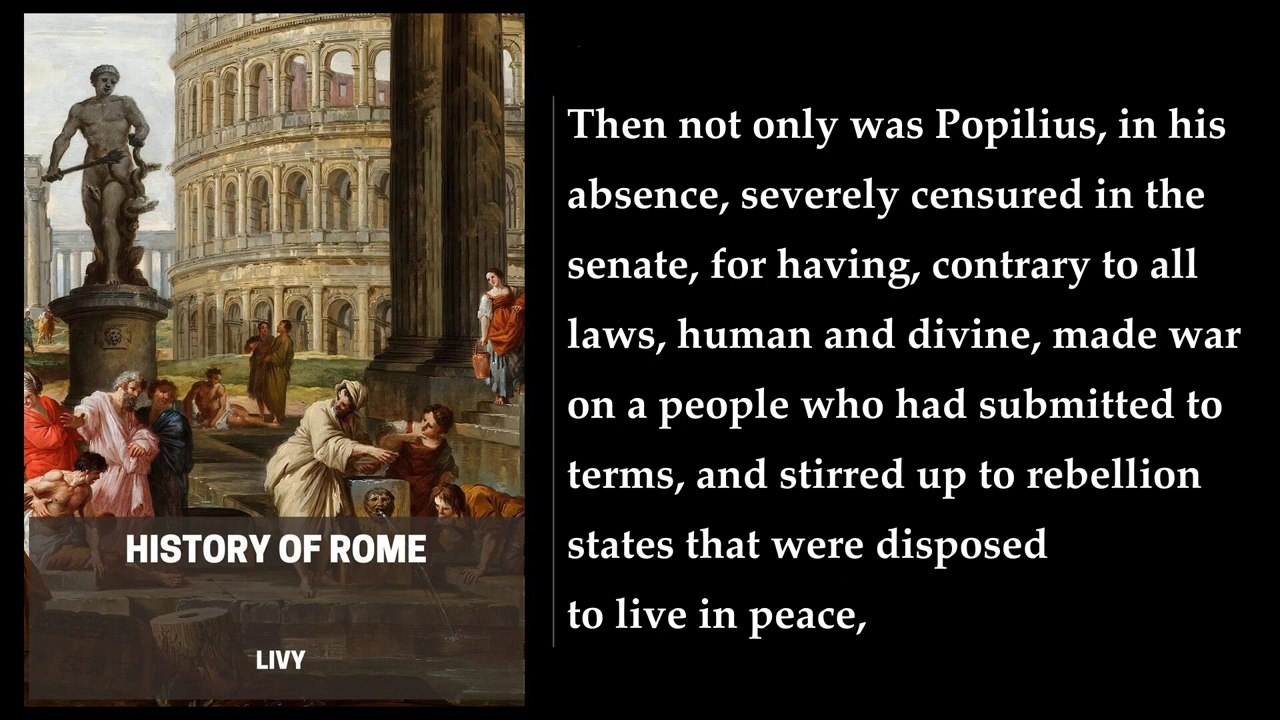 HISTORY OF ROME
LIVY
Then not only was Popilius, in his
absence, severely censured in the
senate, for having, contrary to all
laws, human and divine, made war
on a people who had submitted to
terms, and stirred up to rebellion
states that were disposed
to live in peace,